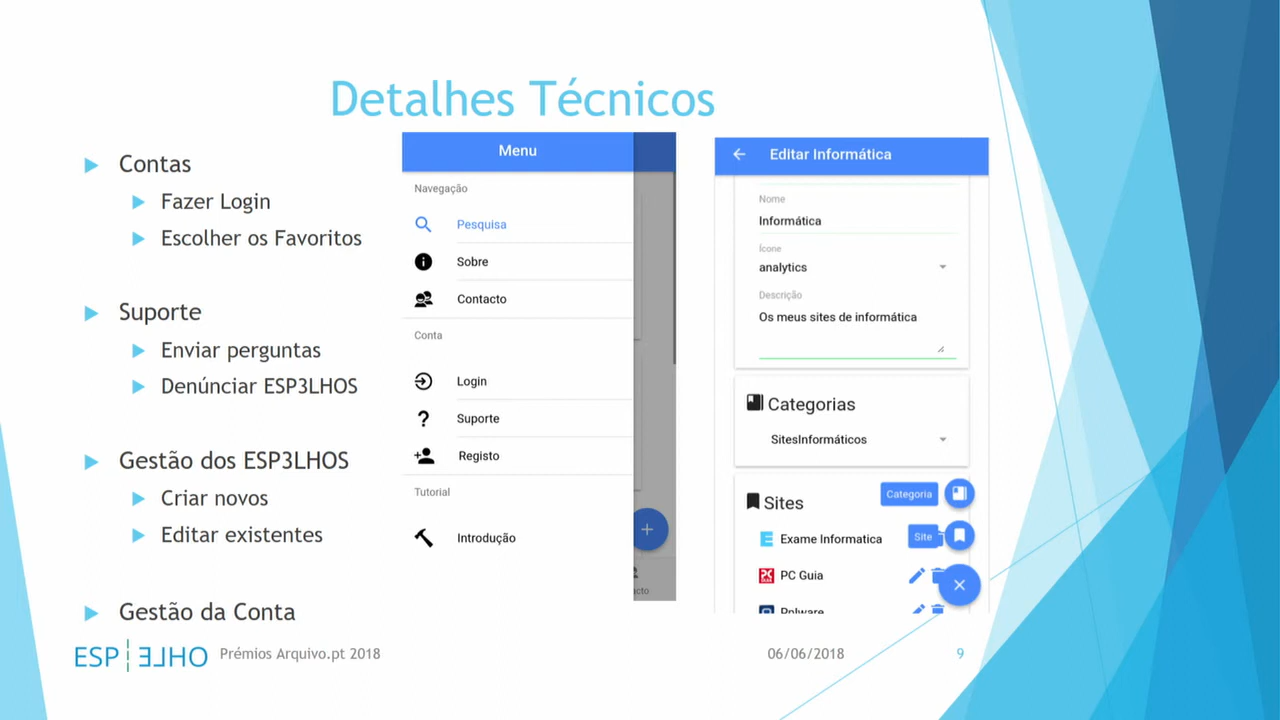 Detalhes Técnicos
Contas
Fazer Login
Escolher os Favoritos
Suporte
Enviar perguntas
Denúnciar ESP3LHOS
Gestão dos ESP3LHOS
Criar novos
Editar existentes
Gestão da Conta
Menu
Navegação
Pesquisa
Sobre
Contacto
Conta
Login
Suporte
Registo
Tutorial
Introdução
Editar Informática
Nome
Informática
Ícone
analytics
Descrição
Os meus sites de informática
Categorias
SitesInformáticos
Sites
Categoria
Exame Informatica
Site
PC Guia
Pplware
ESP ƎLHO
Prémios Arquivo.pt 2018
06/06/2018
9